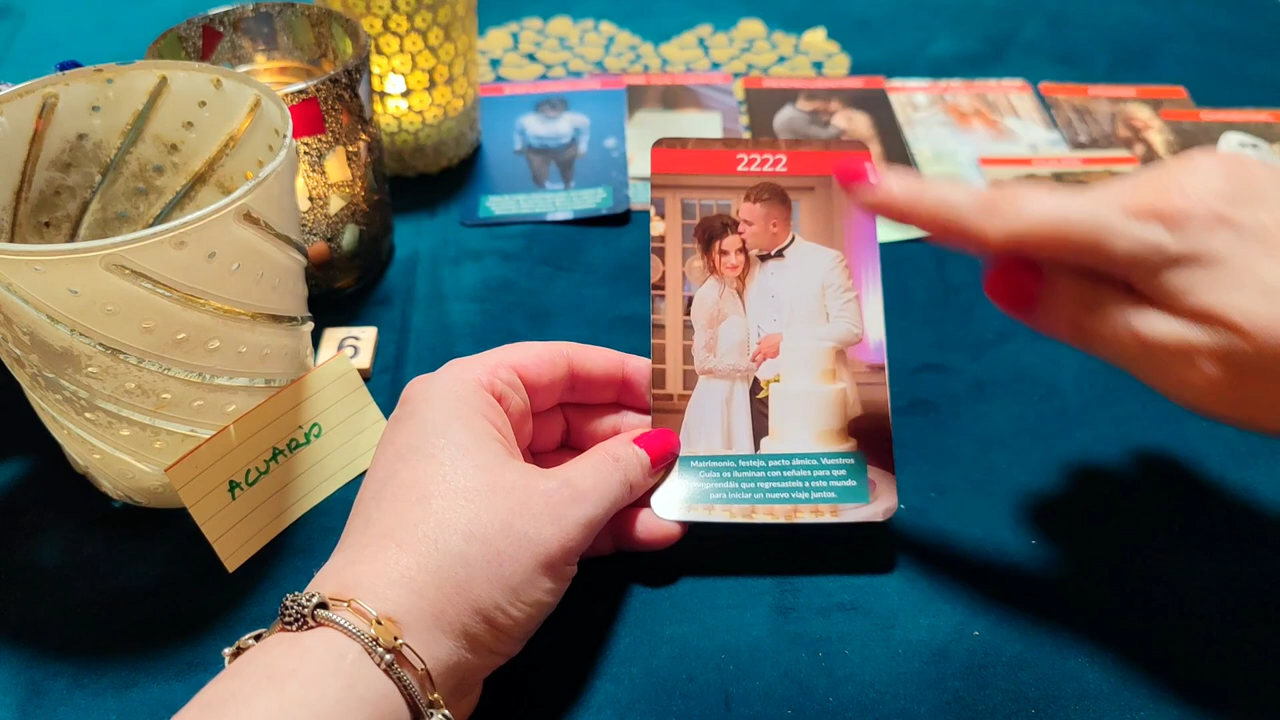 2222
6
ACUARIO
Matrimonio, festejo, pacto álmico. Vuestros
Guías os iluminan con señales para que
comprendáis que regresasteis a este mundo
para iniciar un nuevo viaje juntos.